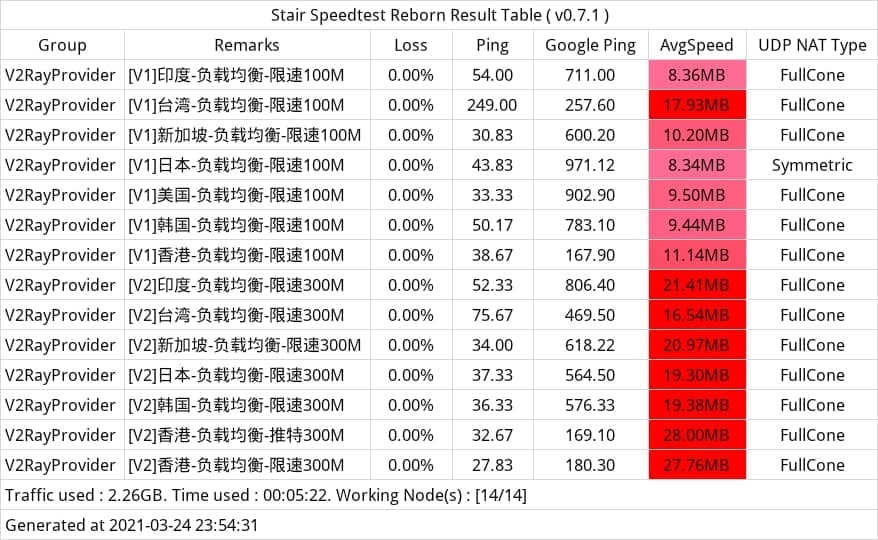 Stair Speedtest Reborn Result Table ( v0.7.1 )
Group Remarks Loss Ping Google Ping AvgSpeed UDP NAT Type
V2RayProvider [V1]印度-负载均衡-限速100M 0.00% 54.00 711.00 8.36MB FullCone
V2RayProvider [V1]台湾-负载均衡-限速100M 0.00% 249.00 257.60 17.93MB FullCone
V2RayProvider [V1]新加坡-负载均衡-限速100M 0.00% 30.83 600.20 10.20MB FullCone
V2RayProvider [V1]日本-负载均衡-限速100M 0.00% 43.83 971.12 8.34MB Symmetric
V2RayProvider [V1]美国-负载均衡-限速100M 0.00% 33.33 902.90 9.50MB FullCone
V2RayProvider [V1]韩国-负载均衡-限速100M 0.00% 50.17 783.10 9.44MB FullCone
V2RayProvider [V1]香港-负载均衡-限速100M 0.00% 38.67 167.90 11.14MB FullCone
V2RayProvider [V2]印度-负载均衡-限速300M 0.00% 52.33 806.40 21.41MB FullCone
V2RayProvider [V2]台湾-负载均衡-限速300M 0.00% 75.67 469.50 16.54MB FullCone
V2RayProvider [V2]新加坡-负载均衡-限速300M 0.00% 34.00 618.22 20.97MB FullCone
V2RayProvider [V2]日本-负载均衡-限速300M 0.00% 37.33 564.50 19.30MB FullCone
V2RayProvider [V2]韩国-负载均衡-限速300M 0.00% 36.33 576.33 19.38MB FullCone
V2RayProvider [V2]香港-负载均衡-推特300M 0.00% 32.67 169.10 28.00MB FullCone
V2RayProvider [V2]香港-负载均衡-限速300M 0.00% 27.83 180.30 27.76MB FullCone
Traffic used : 2.26GB. Time used : 00:05:22. Working Node(s) : [14/14]
Generated at 2021-03-24 23:54:31